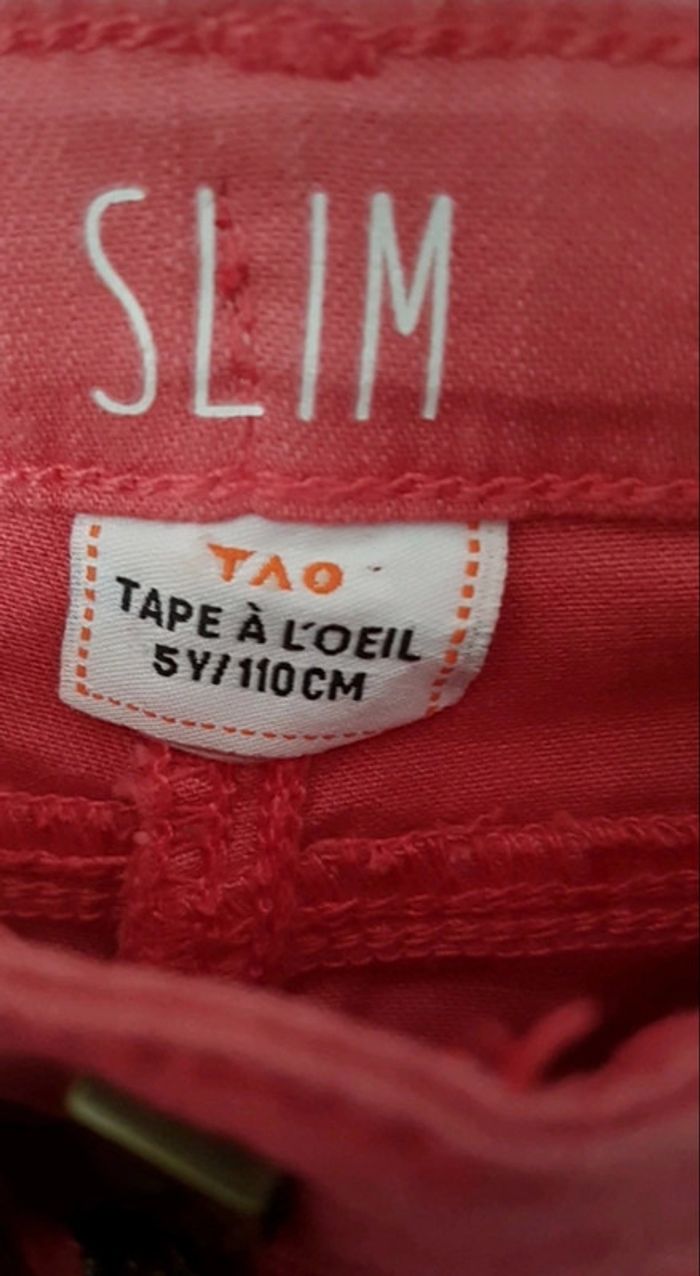 SLIM
TAO
TAPE À L'OEIL
5Y/110CM